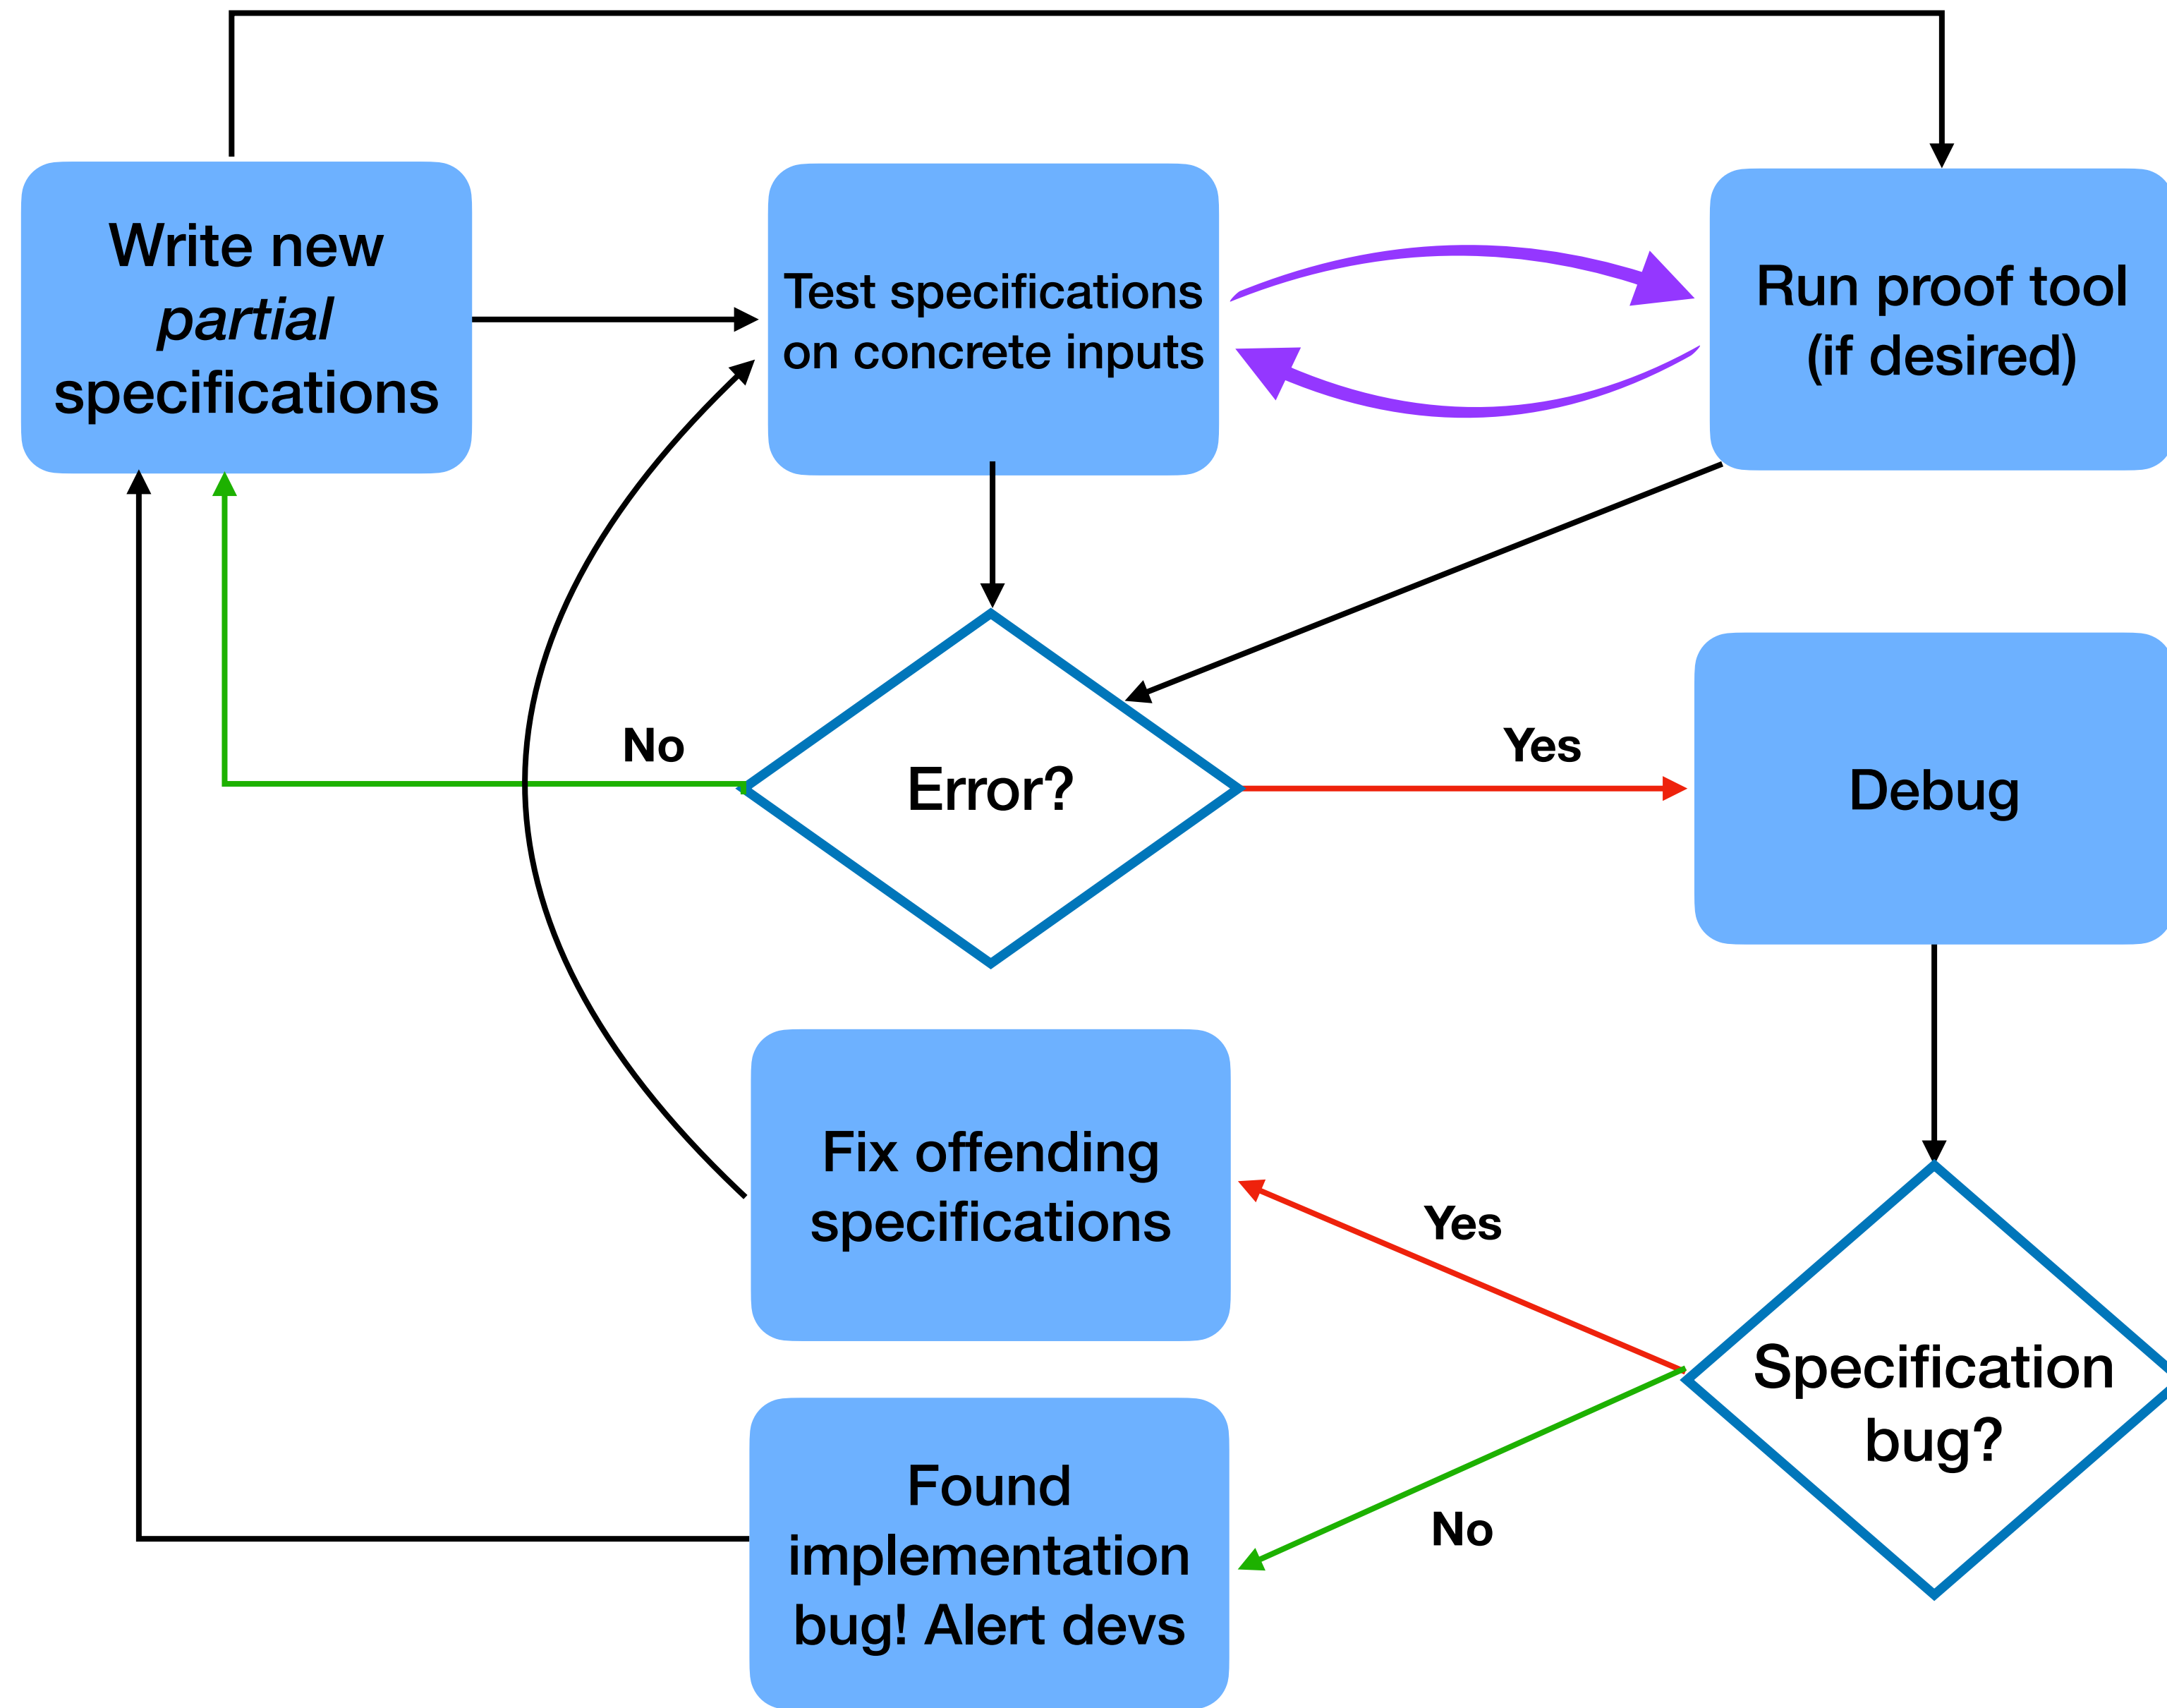 Write new
partial
specifications
Test specifications
on concrete inputs
Run proof tool
(if desired)
No
Error?
Yes
Debug
Fix offending
specifications
Yes
Specification
bug?
No
Found
implementation
bug! Alert devs